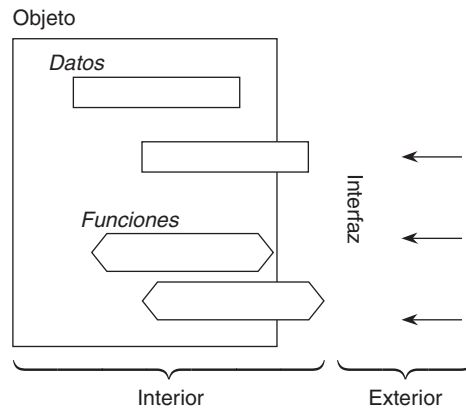 Objeto
Datos
Interfaz
Funciones
Interior
Exterior